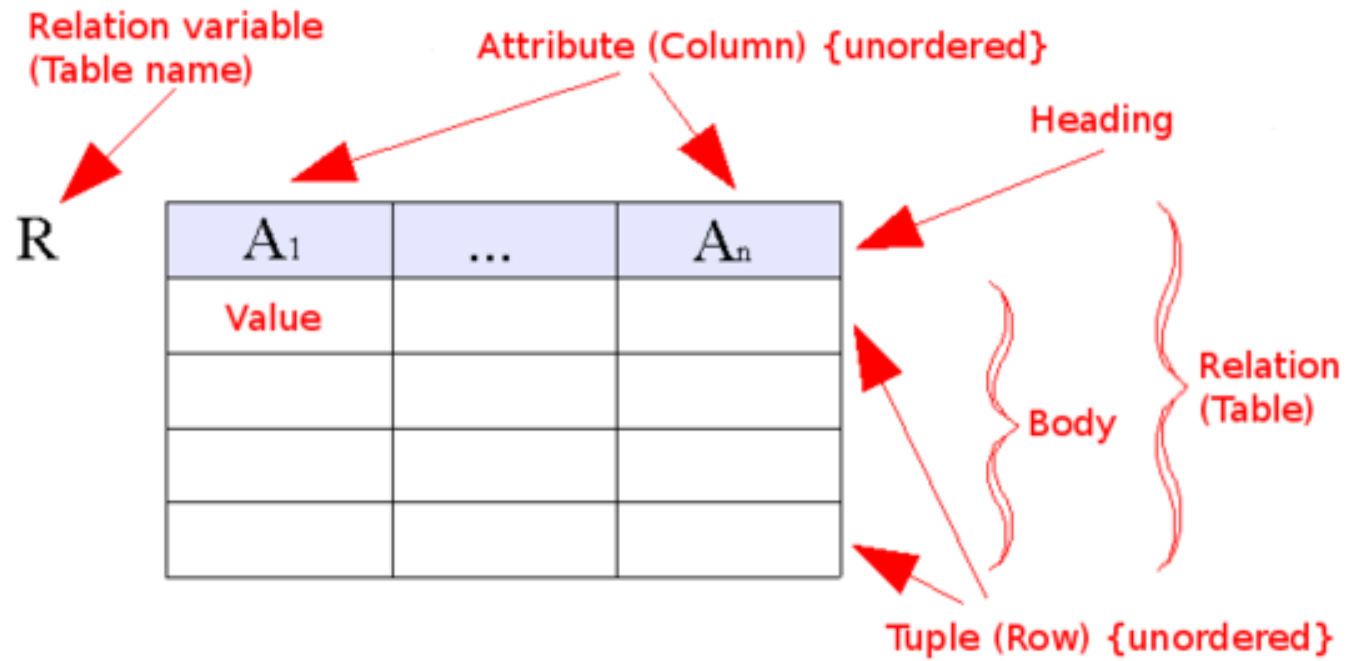 Relation variable
(Table name)
Attribute (Column) {unordered}
Heading
R
A1 ... An
Value
Relation
(Table)
Body
Tuple (Row) {unordered}